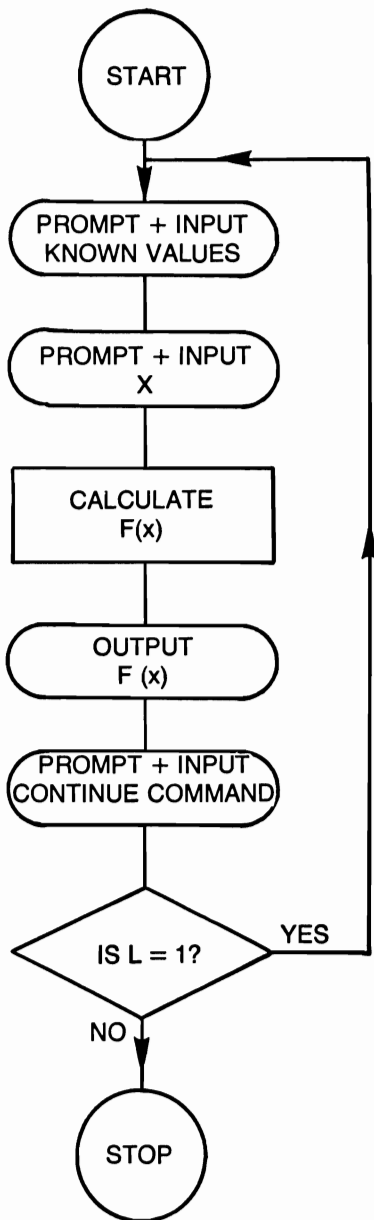 START
PROMPT + INPUT
KNOWN VALUES
PROMPT + INPUT
X
CALCULATE
F(x)
OUTPUT
F (x)
PROMPT + INPUT
CONTINUE COMMAND
IS L = 1?
YES
NO
STOP